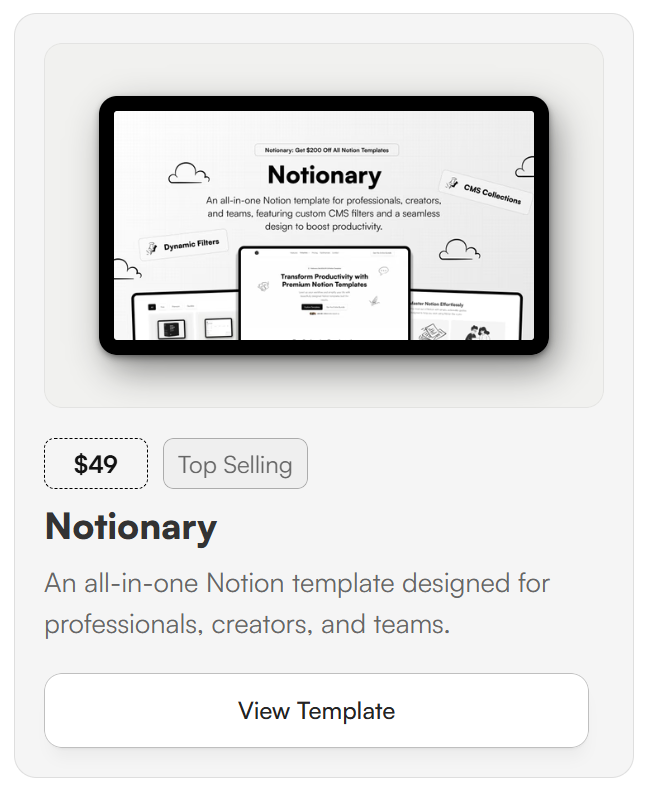 Notionary: Get $200 Off All Notion Templates
Notionary
An all-in-one Notion template for professionals, creators,
and teams, featuring custom CMS filters and a seamless
design to boost productivity.
CMS Collections
Dynamic Filters
Transform Productivity with
Premium Notion Templates
Master Notion Effortlessly
$49
Top Selling
Notionary
An all-in-one Notion template designed for
professionals, creators, and teams.
View Template